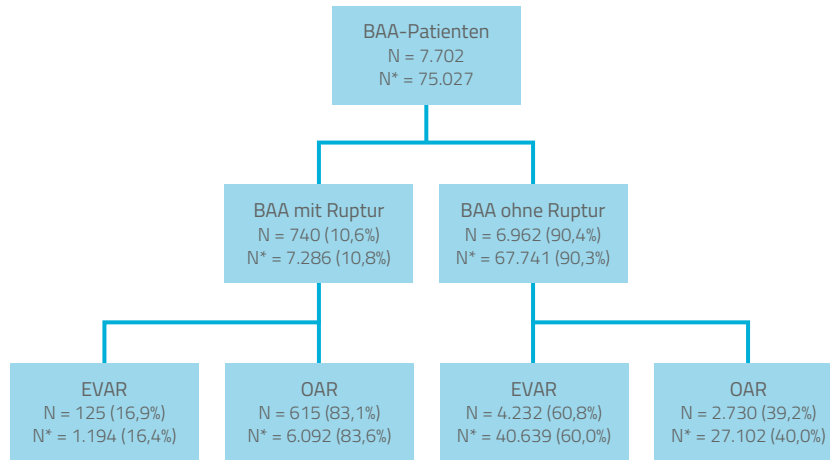 BAA-Patienten
N = 7.702
N* = 75.027
BAA mit Ruptur
N = 740 (10,6%)
N* = 7.286 (10,8%)
BAA ohne Ruptur
N = 6.962 (90,4%)
N* = 67.741 (90,3%)
EVAR
N = 125 (16,9%)
N* = 1.194 (16,4%)
OAR
N = 615 (83,1%)
N* = 6.092 (83,6%)
EVAR
N = 4.232 (60,8%)
N* = 40.639 (60,0%)
OAR
N = 2.730 (39,2%)
N* = 27.102 (40,0%)